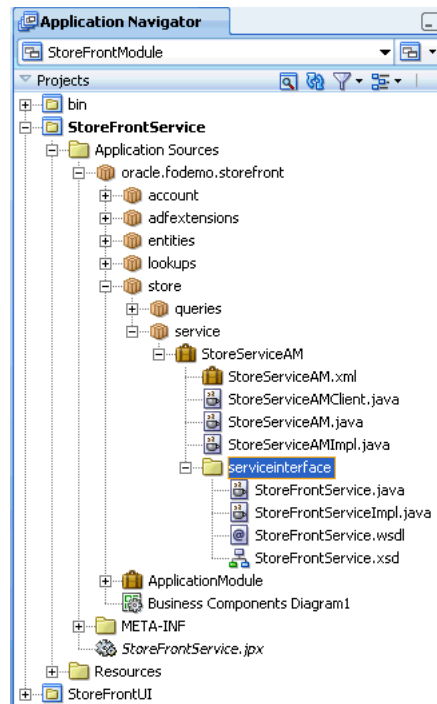 Application Navigator
StoreFrontModule
Projects
bin
StoreFrontService
Application Sources
oracle.fodemo.storefront
account
adfextensions
entities
lookups
store
queries
service
StoreServiceAM
StoreServiceAM.xml
StoreServiceAMClient.java
StoreServiceAM.java
StoreServiceAMImpl.java
serviceinterface
StoreFrontService.java
StoreFrontServiceImpl.java
StoreFrontService.wsdl
StoreFrontService.xsd
ApplicationModule
Business Components Diagram1
META-INF
StoreFrontService.jpx
Resources
StoreFrontUI